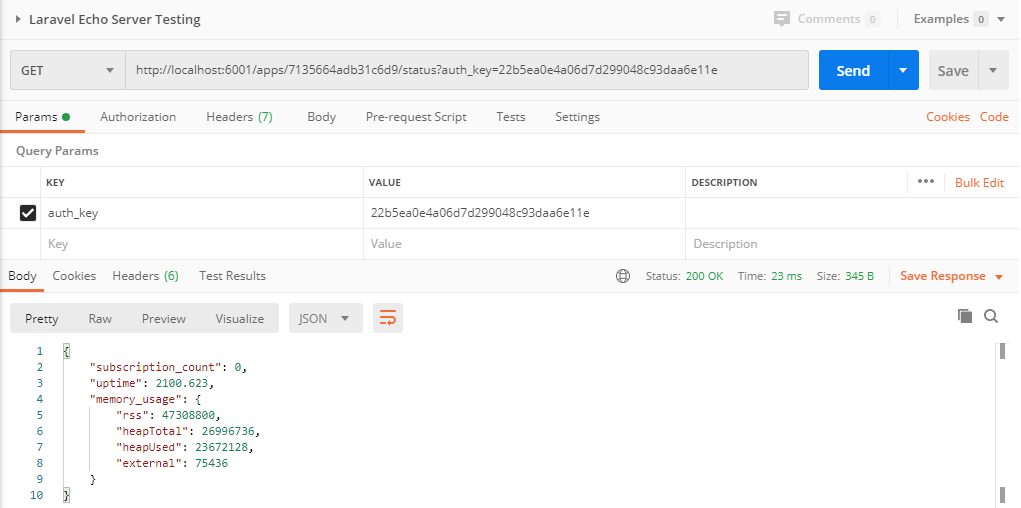 Laravel Echo Server Testing Comments 0 Examples 0
GET http://localhost:6001/apps/7135664adb31c6d9/status?auth_key=22b5ea0e4a06d7d299048c93daa6e11e Send Save
Params Authorization Headers (7) Body Pre-request Script Tests Settings Cookies Code
Query Params
KEY VALUE DESCRIPTION ••• Bulk Edit
auth_key 22b5ea0e4a06d7d299048c93daa6e11e
Key Value Description
Body Cookies Headers (6) Test Results Status: 200 OK Time: 23 ms Size: 345 B Save Response
Pretty Raw Preview Visualize JSON
1 {
2 "subscription_count": 0,
3 "uptime": 2100.623,
4 "memory_usage": {
5 "rss": 47308800,
6 "heapTotal": 26996736,
7 "heapUsed": 23672128,
8 "external": 75436
9 }
10 }